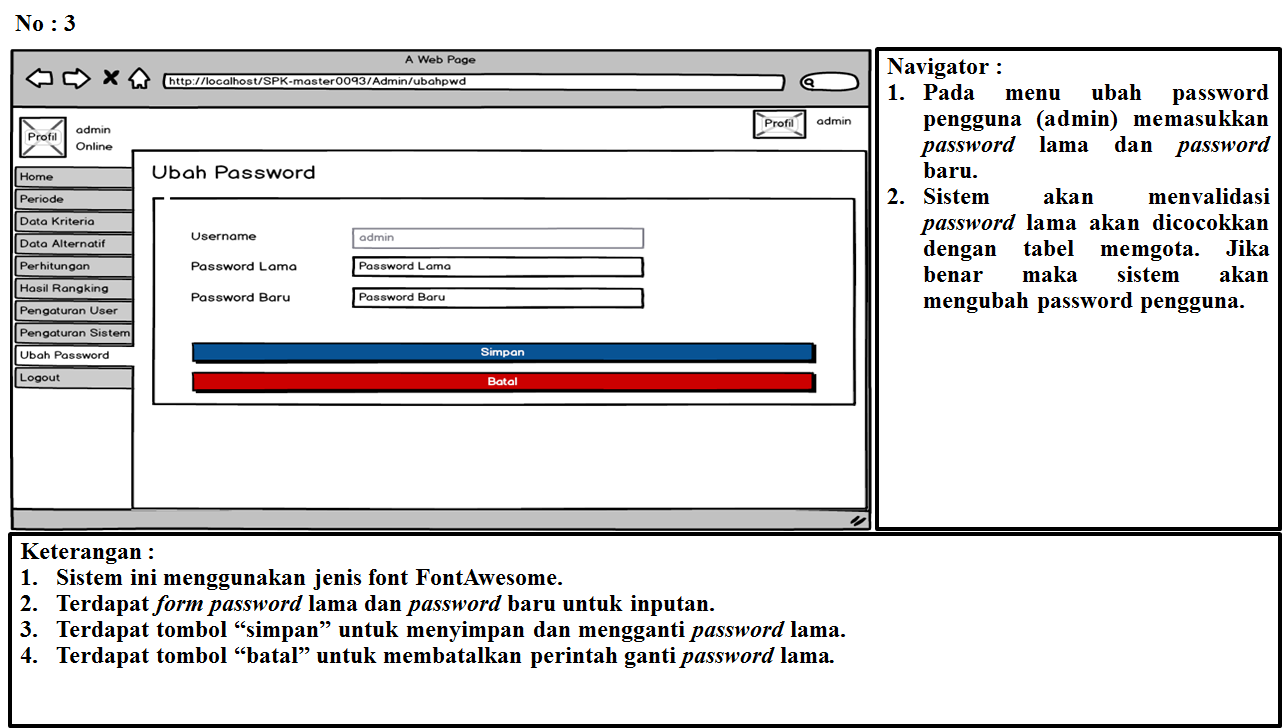 No : 3
A Web Page
http://localhost/SPK-master0093/Admin/ubahpwd
Profil
admin
Online
Profil
admin
Home
Periode
Data Kriteria
Data Alternatif
Perhitungan
Hasil Rangking
Pengaturan User
Pengaturan Sistem
Ubah Password
Logout
Ubah Password
Username
admin
Password Lama
Password Lama
Password Baru
Password Baru
Simpan
Batal
Navigator :
1. Pada menu ubah password
pengguna (admin) memasukkan
password lama dan password
baru.
2. Sistem akan menvalidasi
password lama akan dicocokkan
dengan tabel memgota. Jika
benar maka sistem akan
mengubah password pengguna.
Keterangan :
1. Sistem ini menggunakan jenis font FontAwesome.
2. Terdapat form password lama dan password baru untuk inputan.
3. Terdapat tombol “simpan” untuk menyimpan dan mengganti password lama.
4. Terdapat tombol “batal” untuk membatalkan perintah ganti password lama.